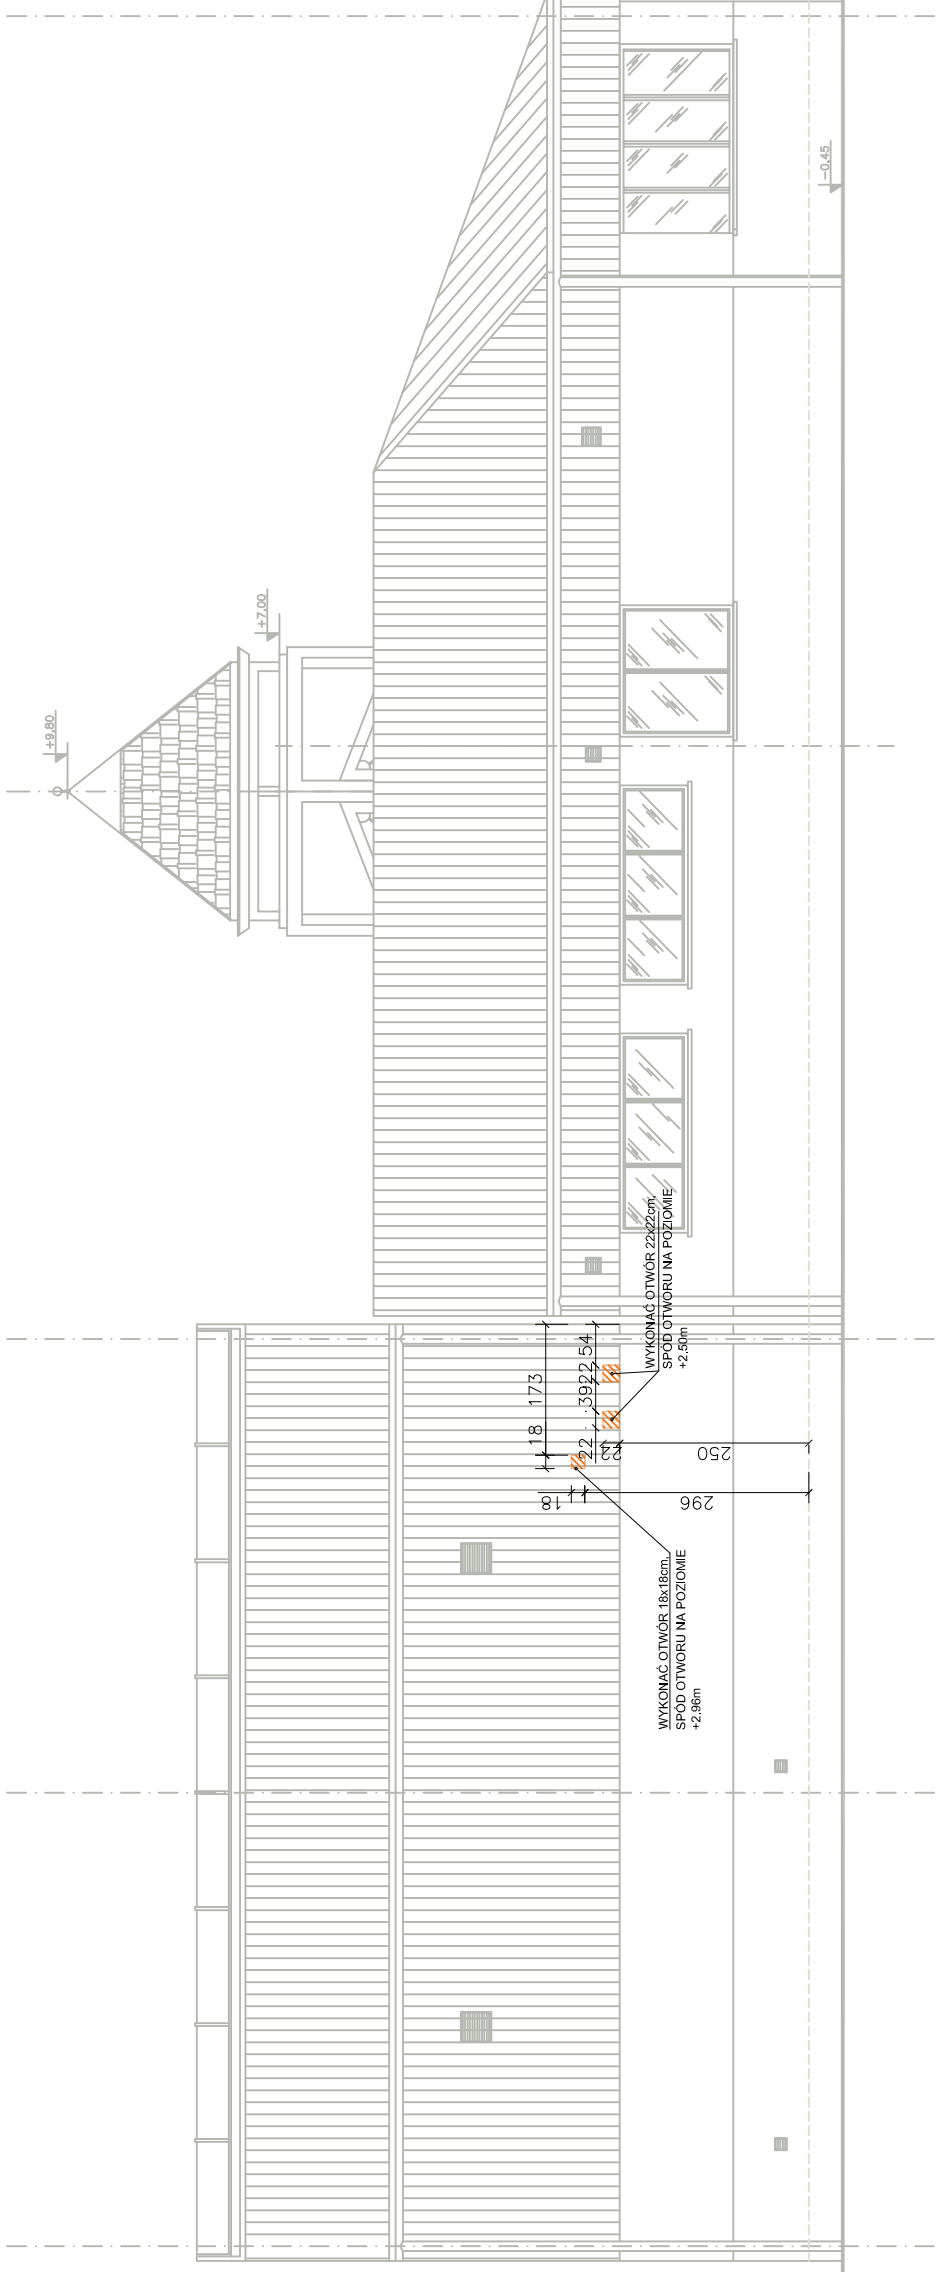 +9.80
+7.00
-0.45
WYKONAĆ OTWÓR 18x18cm,
SPÓD OTWORU NA POZIOMIE
+2,96m
WYKONAĆ OTWÓR 22x22cm,
SPÓD OTWORU NA POZIOMIE
+2,50m
18
173
22
39
22
54
18
296
22
250